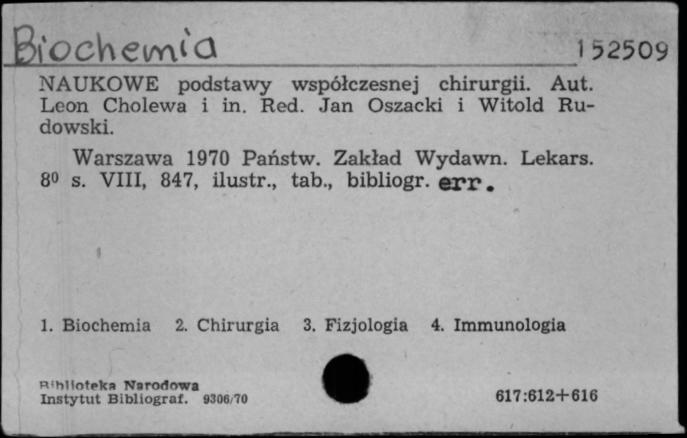 Biochemia
152509
NAUKOWE podstawy współczesnej chirurgii. Aut.
Leon Cholewa i in. Red. Jan Oszacki i Witold Ru-
dowski.
Warszawa 1970 Państw. Zakład Wydawn. Lekars.
8⁰ s. VIII, 847, ilustr., tab., bibliogr. err.
1. Biochemia 2. Chirurgia 3. Fizjologia 4. Immunologia
Biblioteka Narodowa
Instytut Bibliograf. 9306/70
617:612+616